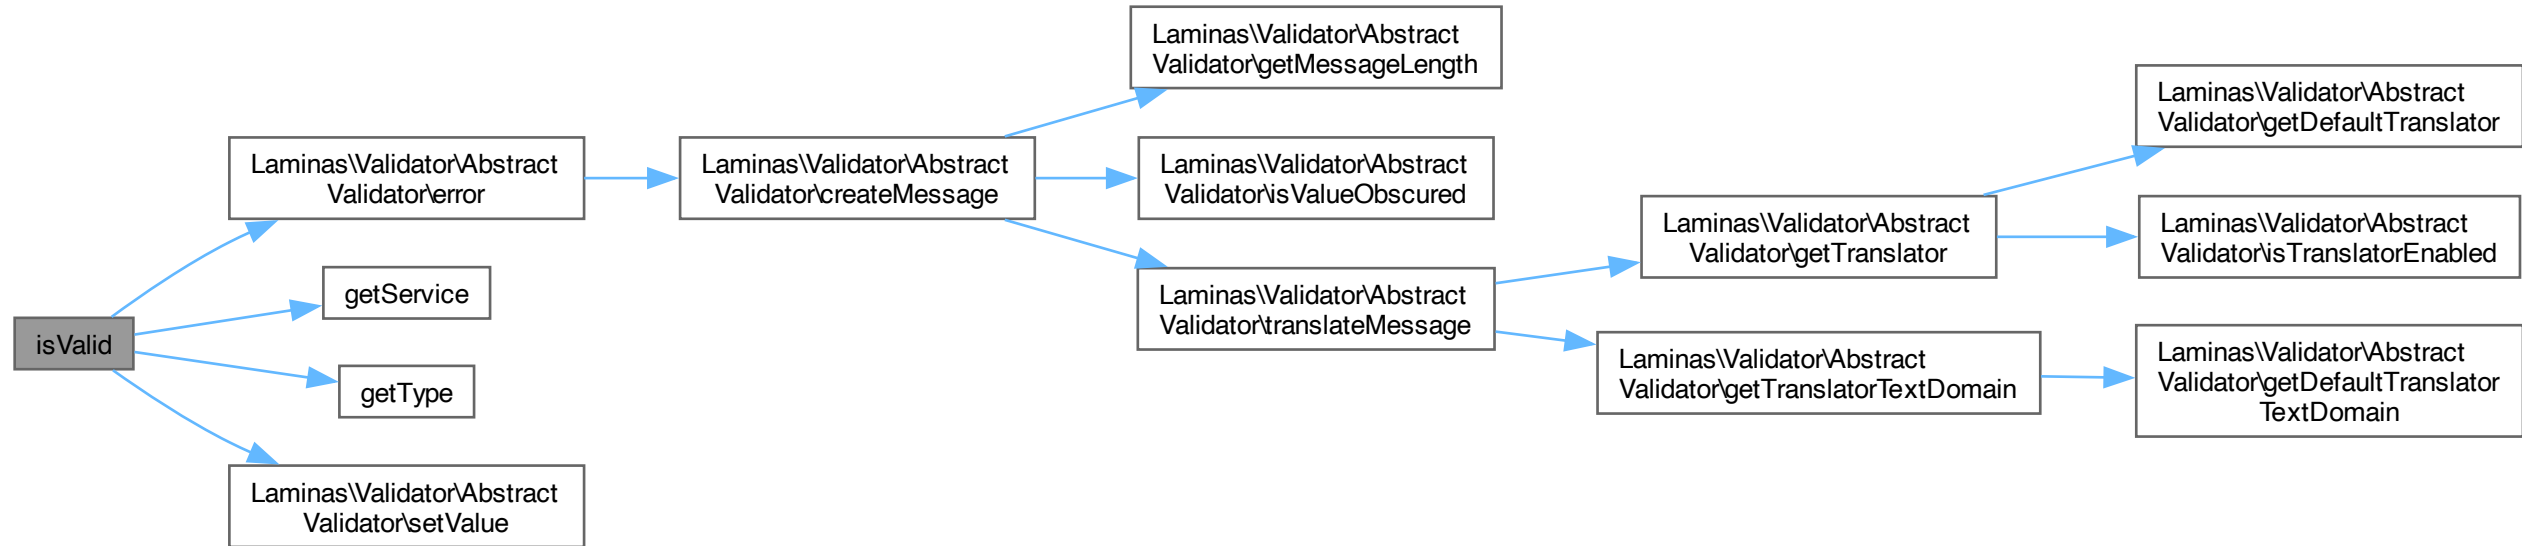 isValid
Laminas\Validator\Abstract
Validator\error
getService
getType
Laminas\Validator\Abstract
Validator\setValue
Laminas\Validator\Abstract
Validator\createMessage
Laminas\Validator\Abstract
Validator\getMessageLength
Laminas\Validator\Abstract
Validator\isValueObscured
Laminas\Validator\Abstract
Validator\translateMessage
Laminas\Validator\Abstract
Validator\getTranslator
Laminas\Validator\Abstract
Validator\getTranslatorTextDomain
Laminas\Validator\Abstract
Validator\getDefaultTranslator
Laminas\Validator\Abstract
Validator\isTranslatorEnabled
Laminas\Validator\Abstract
Validator\getDefaultTranslator
TextDomain